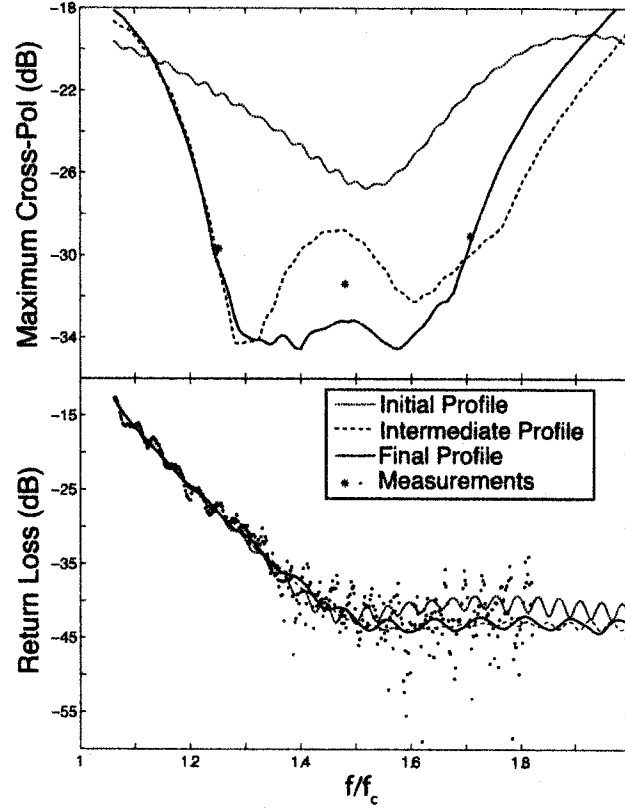 -18
-22
-26
-30
-34
Maximum Cross-Pol (dB)
-15
-25
-35
-45
-55
Return Loss (dB)
Initial Profile
Intermediate Profile
Final Profile
* · Measurements
1 1.2 1.4 1.6 1.8
f/fc